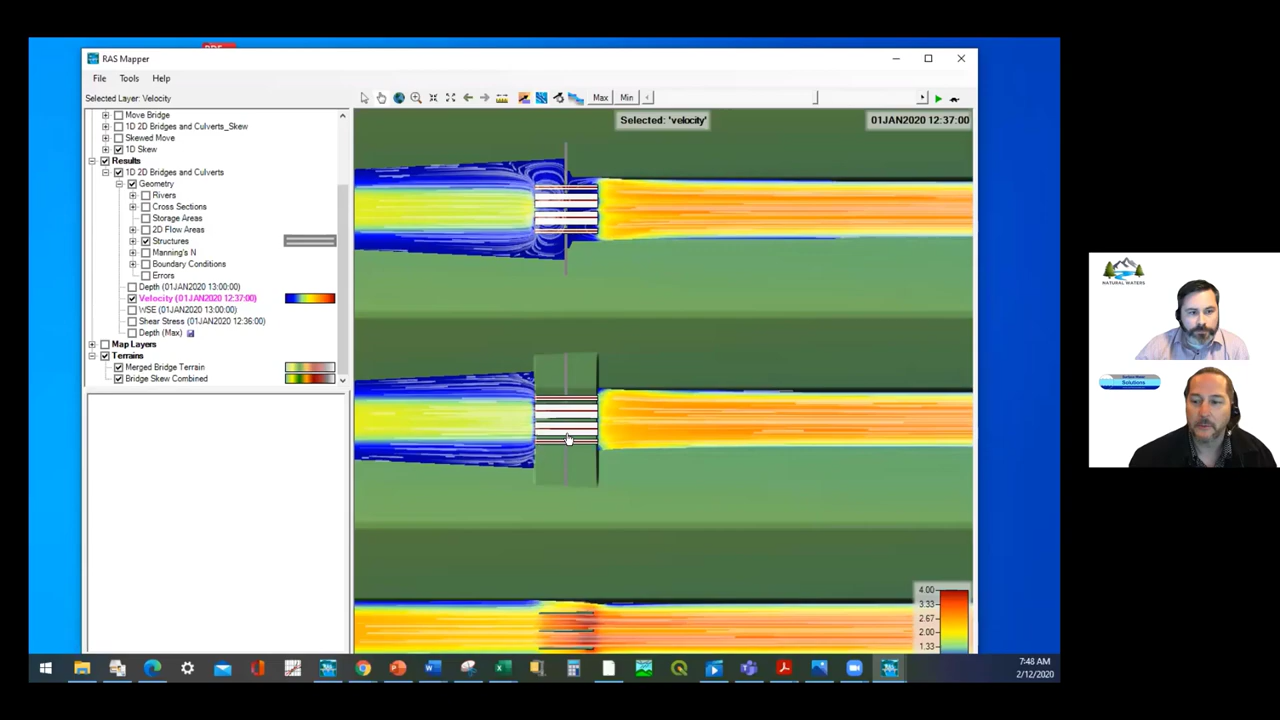 RAS Mapper
File Tools Help
Selected Layer: Velocity
Max Min
Move Bridge
1D 2D Bridges and Culverts_Skew
Skewed Move
1D Skew
Results
1D 2D Bridges and Culverts
Geometry
Rivers
Cross Sections
Storage Areas
2D Flow Areas
Structures
Manning's N
Boundary Conditions
Errors
Depth (01JAN2020 13:00:00)
Velocity (01JAN2020 12:37:00)
WSE (01JAN2020 13:00:00)
Shear Stress (01JAN2020 12:36:00)
Depth (Max)
Map Layers
Terrains
Merged Bridge Terrain
Bridge Skew Combined
Selected: 'velocity'
01JAN2020 12:37:00
4.00
3.33
2.67
2.00
1.33
NATURAL WATERS
Solutions
7:48 AM
2/12/2020